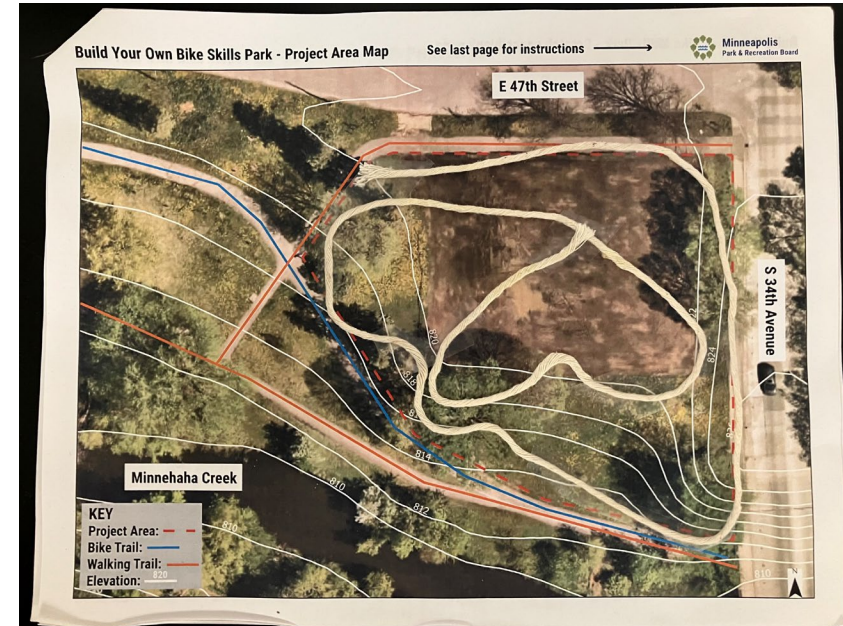 Build Your Own Bike Skills Park - Project Area Map
See last page for instructions
Minneapolis
Park & Recreation Board
E 47th Street
S 34th Avenue
820
824
818
814
810
812
810
810
Minnehaha Creek
KEY
Project Area:
Bike Trail:
Walking Trail:
Elevation:
820